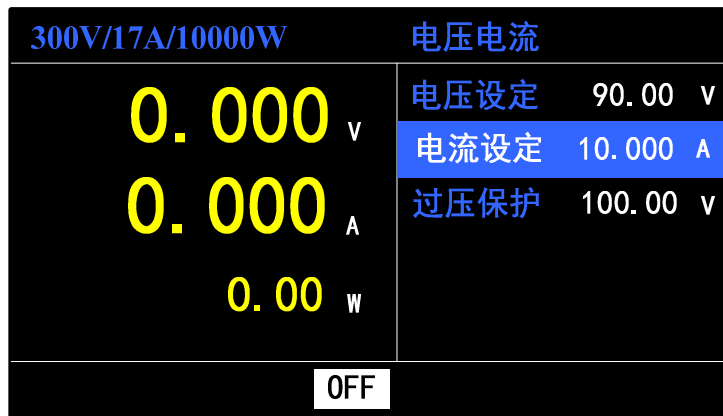 300V/17A/10000W
电压电流
0.000 V
0.000 A
0.00 W
电压设定 90.00 V
电流设定 10.000 A
过压保护 100.00 V
OFF